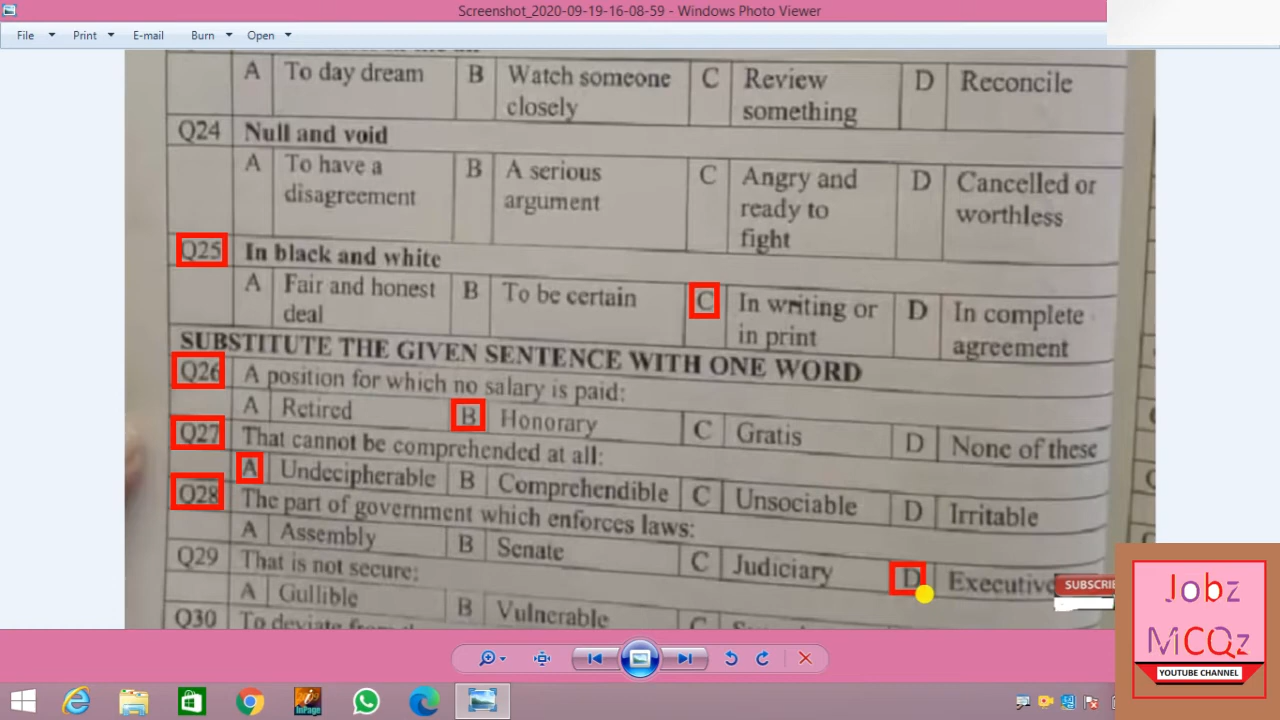 Screenshot_2020-09-19-16-08-59 - Windows Photo Viewer
File Print E-mail Burn Open
A To day dream B Watch someone closely C Review something D Reconcile
Q24 Null and void
A To have a disagreement B A serious argument C Angry and ready to fight D Cancelled or worthless
Q25 In black and white
A Fair and honest deal B To be certain C In writing or in print D In complete agreement
SUBSTITUTE THE GIVEN SENTENCE WITH ONE WORD
Q26 A position for which no salary is paid:
A Retired B Honorary C Gratis D None of these
Q27 That cannot be comprehended at all:
A Undecipherable B Comprehendible C Unsociable D Irritable
Q28 The part of government which enforces laws:
A Assembly B Senate C Judiciary D Executive
Q29 That is not secure:
A Gullible B Vulnerable C
Q30 To deviate from
SUBSCRIBE
Jobz
MCQz
YOUTUBE CHANNEL
InPage